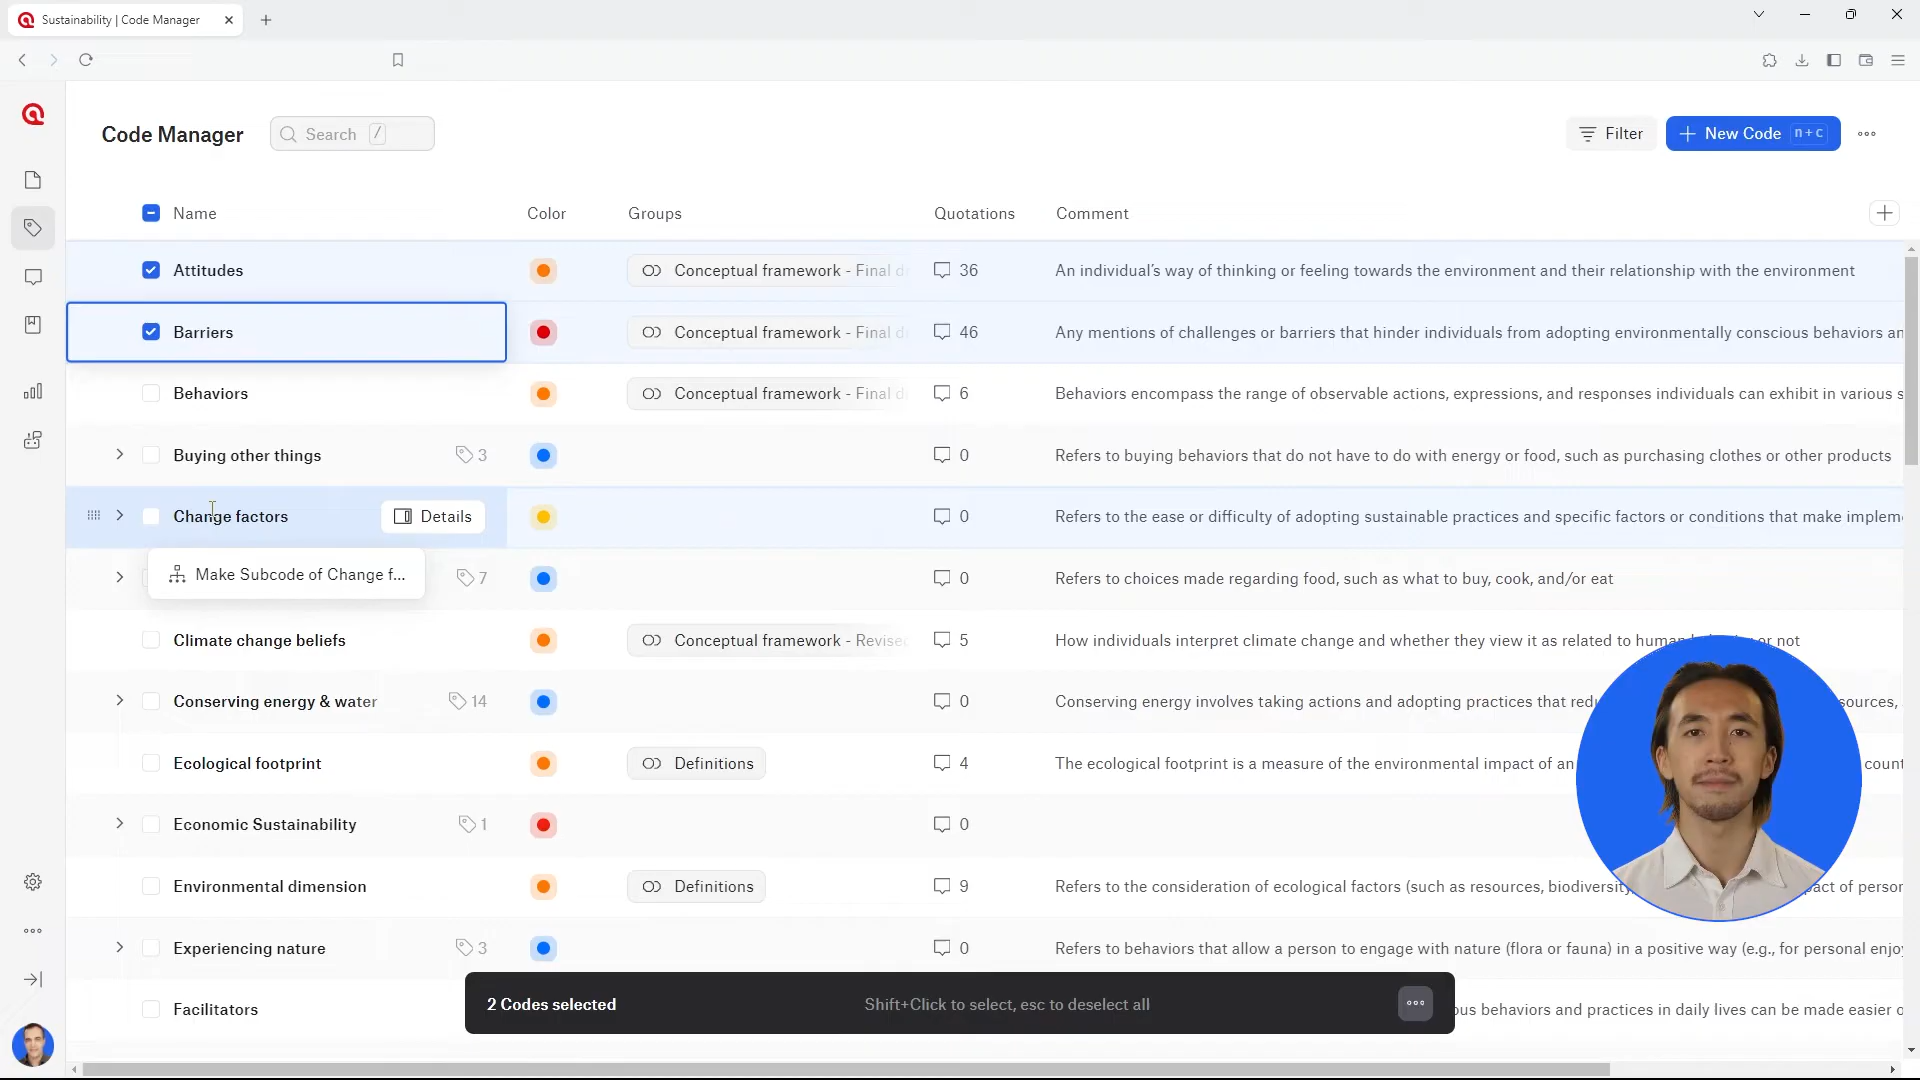 Sustainability | Code Manager
Code Manager
Search /
Filter
New Code n+c
Name Color Groups Quotations Comment
Attitudes Conceptual framework - Final 36 An individual's way of thinking or feeling towards the environment and their relationship with the environment
Barriers Conceptual framework - Final 46 Any mentions of challenges or barriers that hinder individuals from adopting environmentally conscious behaviors
Behaviors Conceptual framework - Final 6 Behaviors encompass the range of observable actions, expressions, and responses individuals can exhibit in various
Buying other things 3 0 Refers to buying behaviors that do not have to do with energy or food, such as purchasing clothes or other products
Change factors Details 0 Refers to the ease or difficulty of adopting sustainable practices and specific factors or conditions that make
Make Subcode of Change f...
7 0 Refers to choices made regarding food, such as what to buy, cook, and/or eat
Climate change beliefs Conceptual framework - Revised 5 How individuals interpret climate change and whether they view it as related to or not
Conserving energy & water 14 0 Conserving energy involves taking actions and adopting practices that
Ecological footprint Definitions 4 The ecological footprint is a measure of the environmental impact of an
Economic Sustainability 1 0
Environmental dimension Definitions 9 Refers to the consideration of ecological factors (such as resources, biodiversity, of
Experiencing nature 3 0 Refers to behaviors that allow a person to engage with nature (flora or fauna) in a positive way (e.g., for personal
Facilitators behaviors and practices in daily lives can be made easier
2 Codes selected Shift+Click to select, esc to deselect all